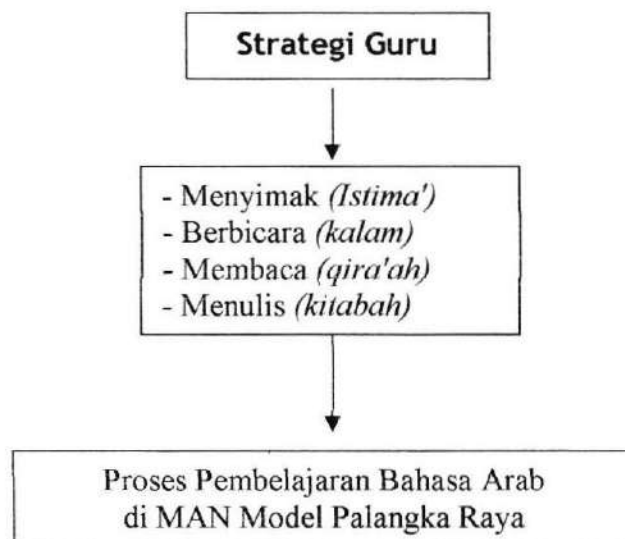 Strategi Guru
- Menyimak (Istima')
- Berbicara (kalam)
- Membaca (qira'ah)
- Menulis (kitabah)
Proses Pembelajaran Bahasa Arab
di MAN Model Palangka Raya